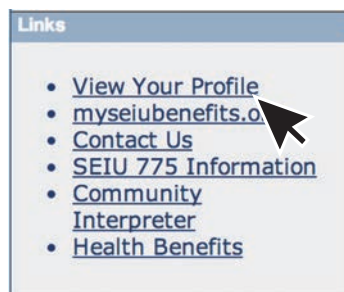 Links
• View Your Profile
• myseiubenefits.o
• Contact Us
• SEIU 775 Information
• Community
Interpreter
• Health Benefits